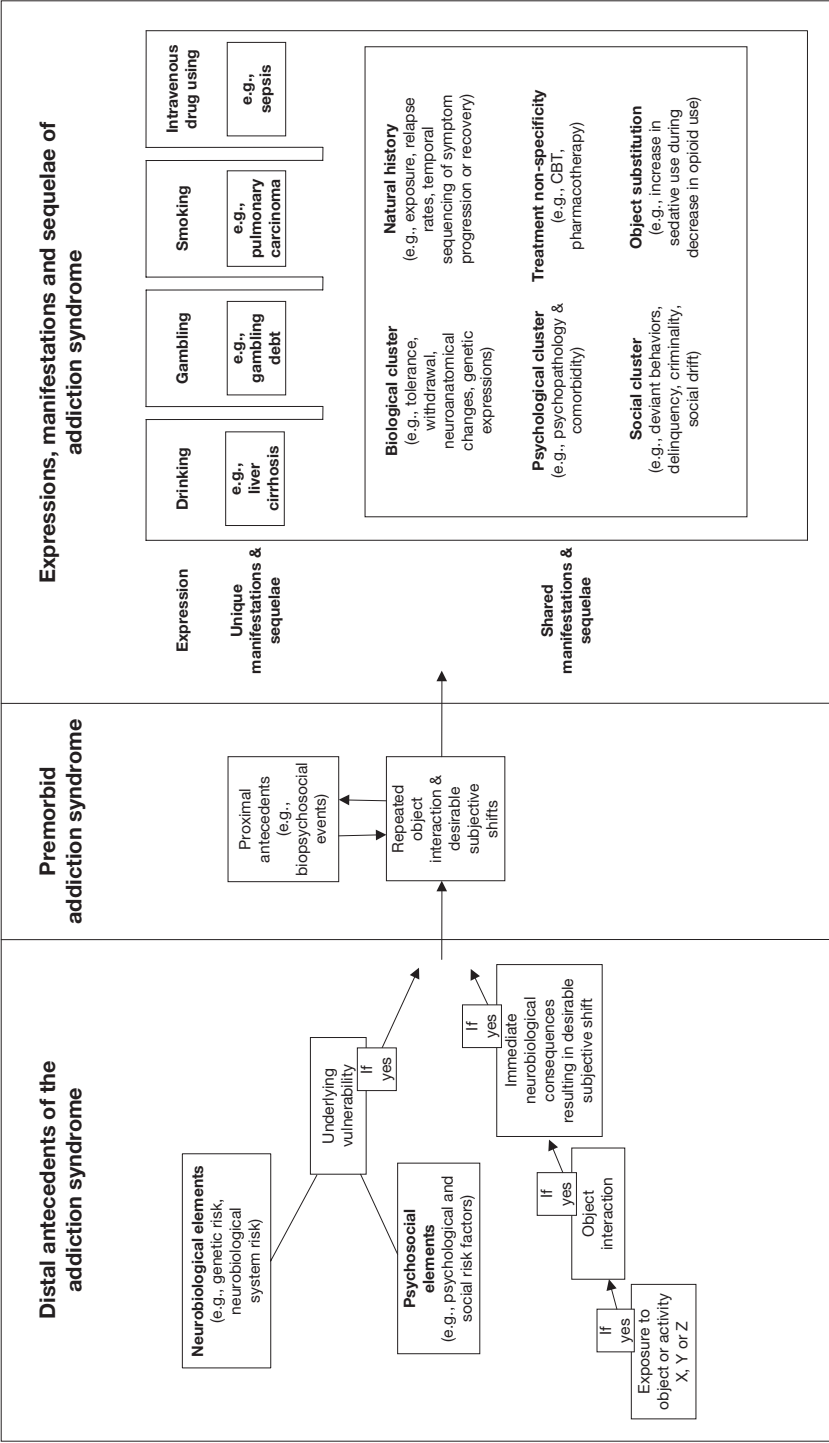 Distal antecedents of the
addiction syndrome
Neurobiological elements
(e.g., genetic risk,
neurobiological
system risk)
Underlying
vulnerability
If
yes
Psychosocial
elements
(e.g., psychological and
social risk factors)
Exposure to
object or activity
X, Y or Z
If
yes
Object
interaction
If
yes
Immediate
neurobiological
consequences
resulting in desirable
subjective shift
If
yes
Premorbid
addiction syndrome
Proximal
antecedents
(e.g.,
biopsychosocial
events)
Repeated
object
interaction &
desirable
subjective
shifts
Expressions, manifestations and sequelae of
addiction syndrome
Expression
Drinking
Gambling
Smoking
Intravenous
drug using
Unique
manifestations &
sequelae
e.g.,
liver
cirrhosis
e.g.,
gambling
debt
e.g.,
pulmonary
carcinoma
e.g.,
sepsis
Shared
manifestations &
sequelae
Biological cluster
(e.g., tolerance,
withdrawal,
neuroanatomical
changes, genetic
expressions)
Natural history
(e.g., exposure, relapse
rates, temporal
sequencing of symptom
progression or recovery)
Psychological cluster
(e.g., psychopathology &
comorbidity)
Treatment non-specificity
(e.g., CBT,
pharmacotherapy)
Social cluster
(e.g., deviant behaviors,
delinquency, criminality,
social drift)
Object substitution
(e.g., increase in
sedative use during
decrease in opioid use)